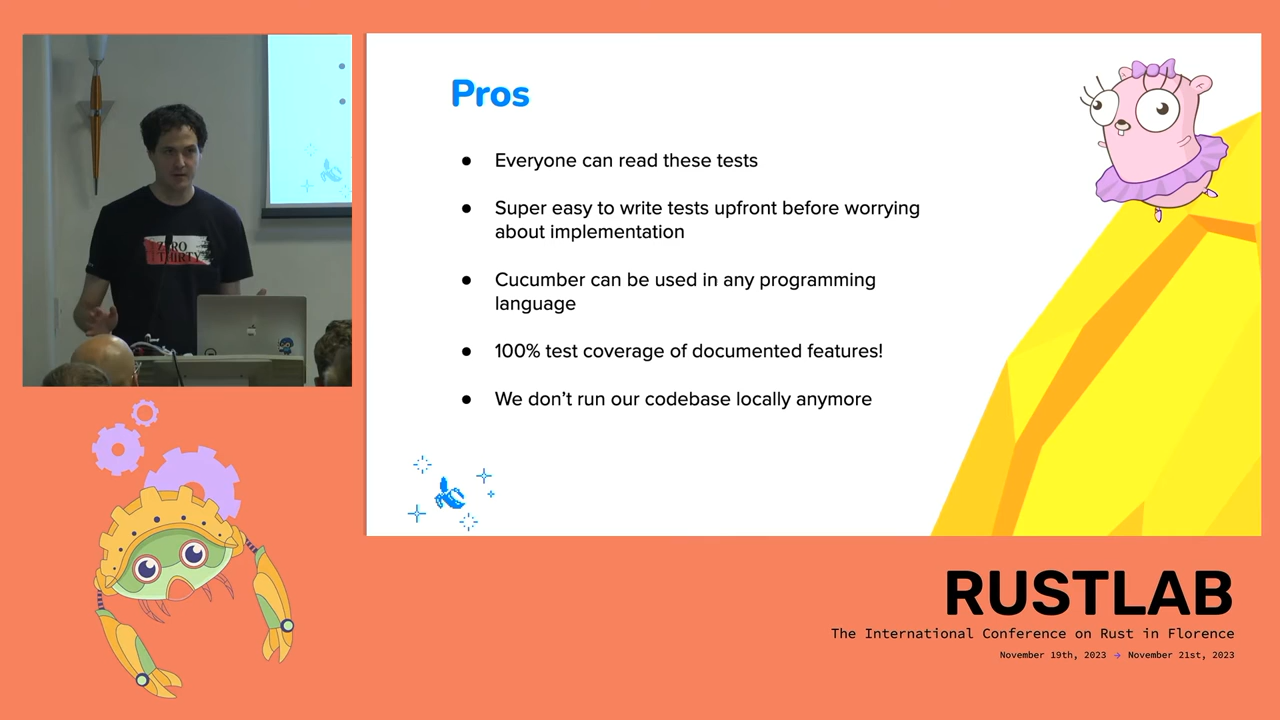 Pros
● Everyone can read these tests
● Super easy to write tests upfront before worrying
about implementation
● Cucumber can be used in any programming
language
● 100% test coverage of documented features!
● We don’t run our codebase locally anymore
ZERO
THIRTY
RUSTLAB
The International Conference on Rust in Florence
November 19th, 2023 → November 21st, 2023